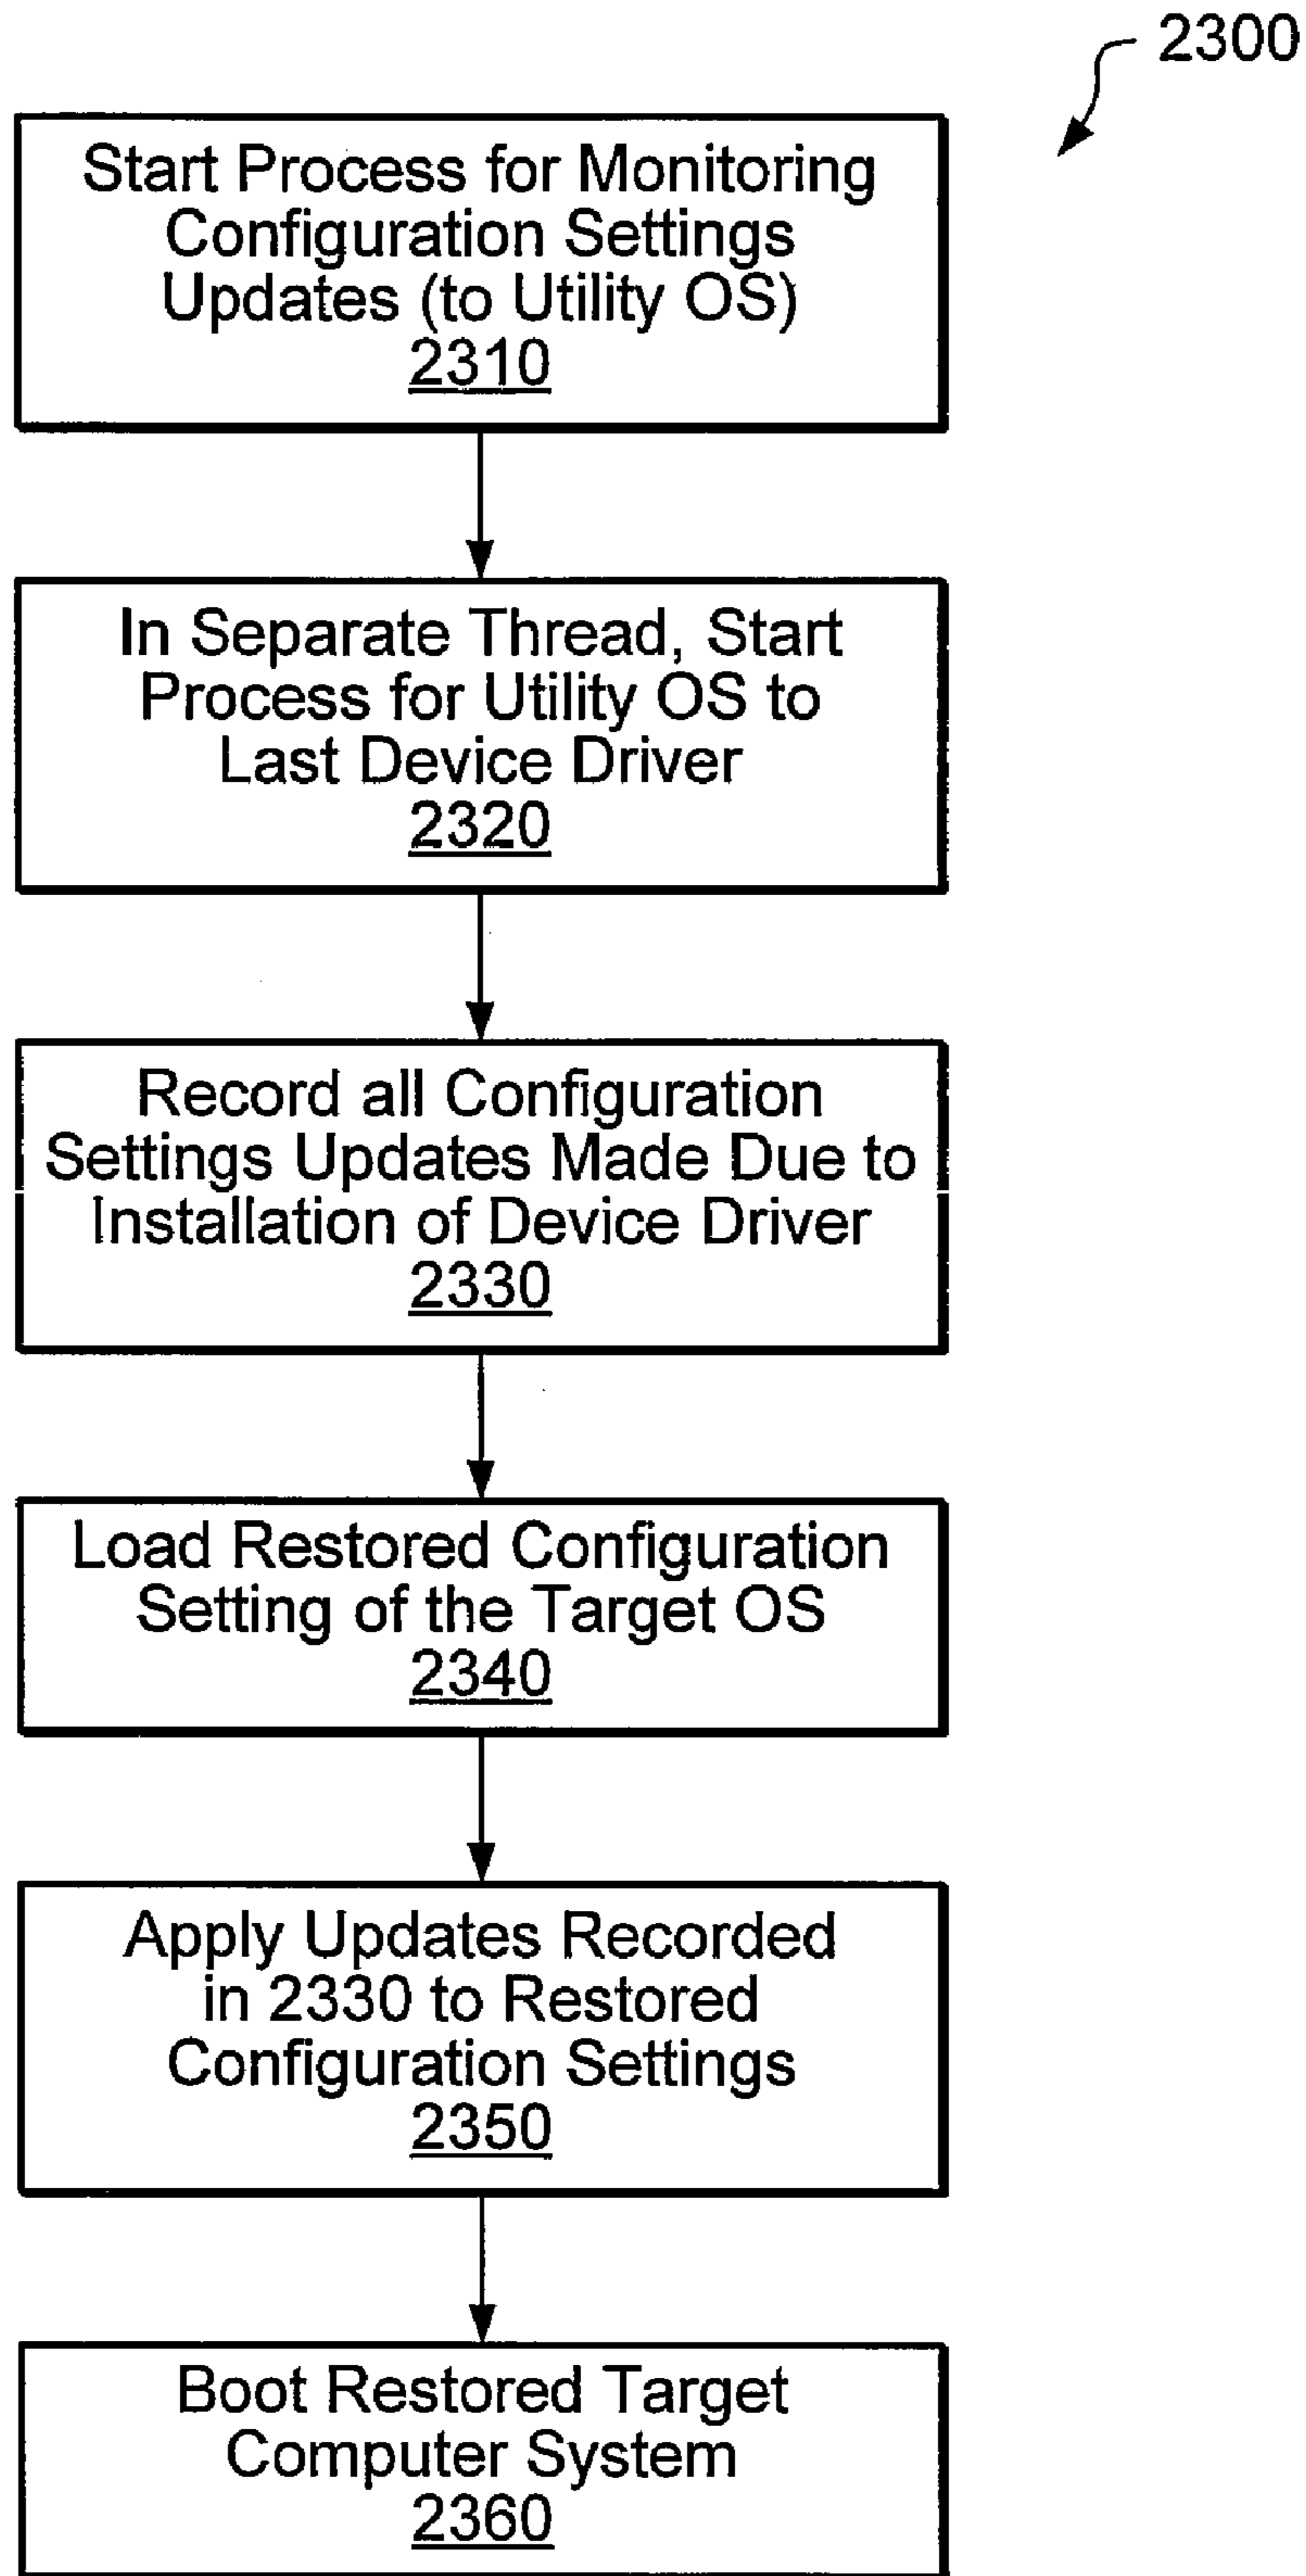 2300
Start Process for Monitoring
Configuration Settings
Updates (to Utility OS)
2310
In Separate Thread, Start
Process for Utility OS to
Last Device Driver
2320
Record all Configuration
Settings Updates Made Due to
Installation of Device Driver
2330
Load Restored Configuration
Setting of the Target OS
2340
Apply Updates Recorded
in 2330 to Restored
Configuration Settings
2350
Boot Restored Target
Computer System
2360